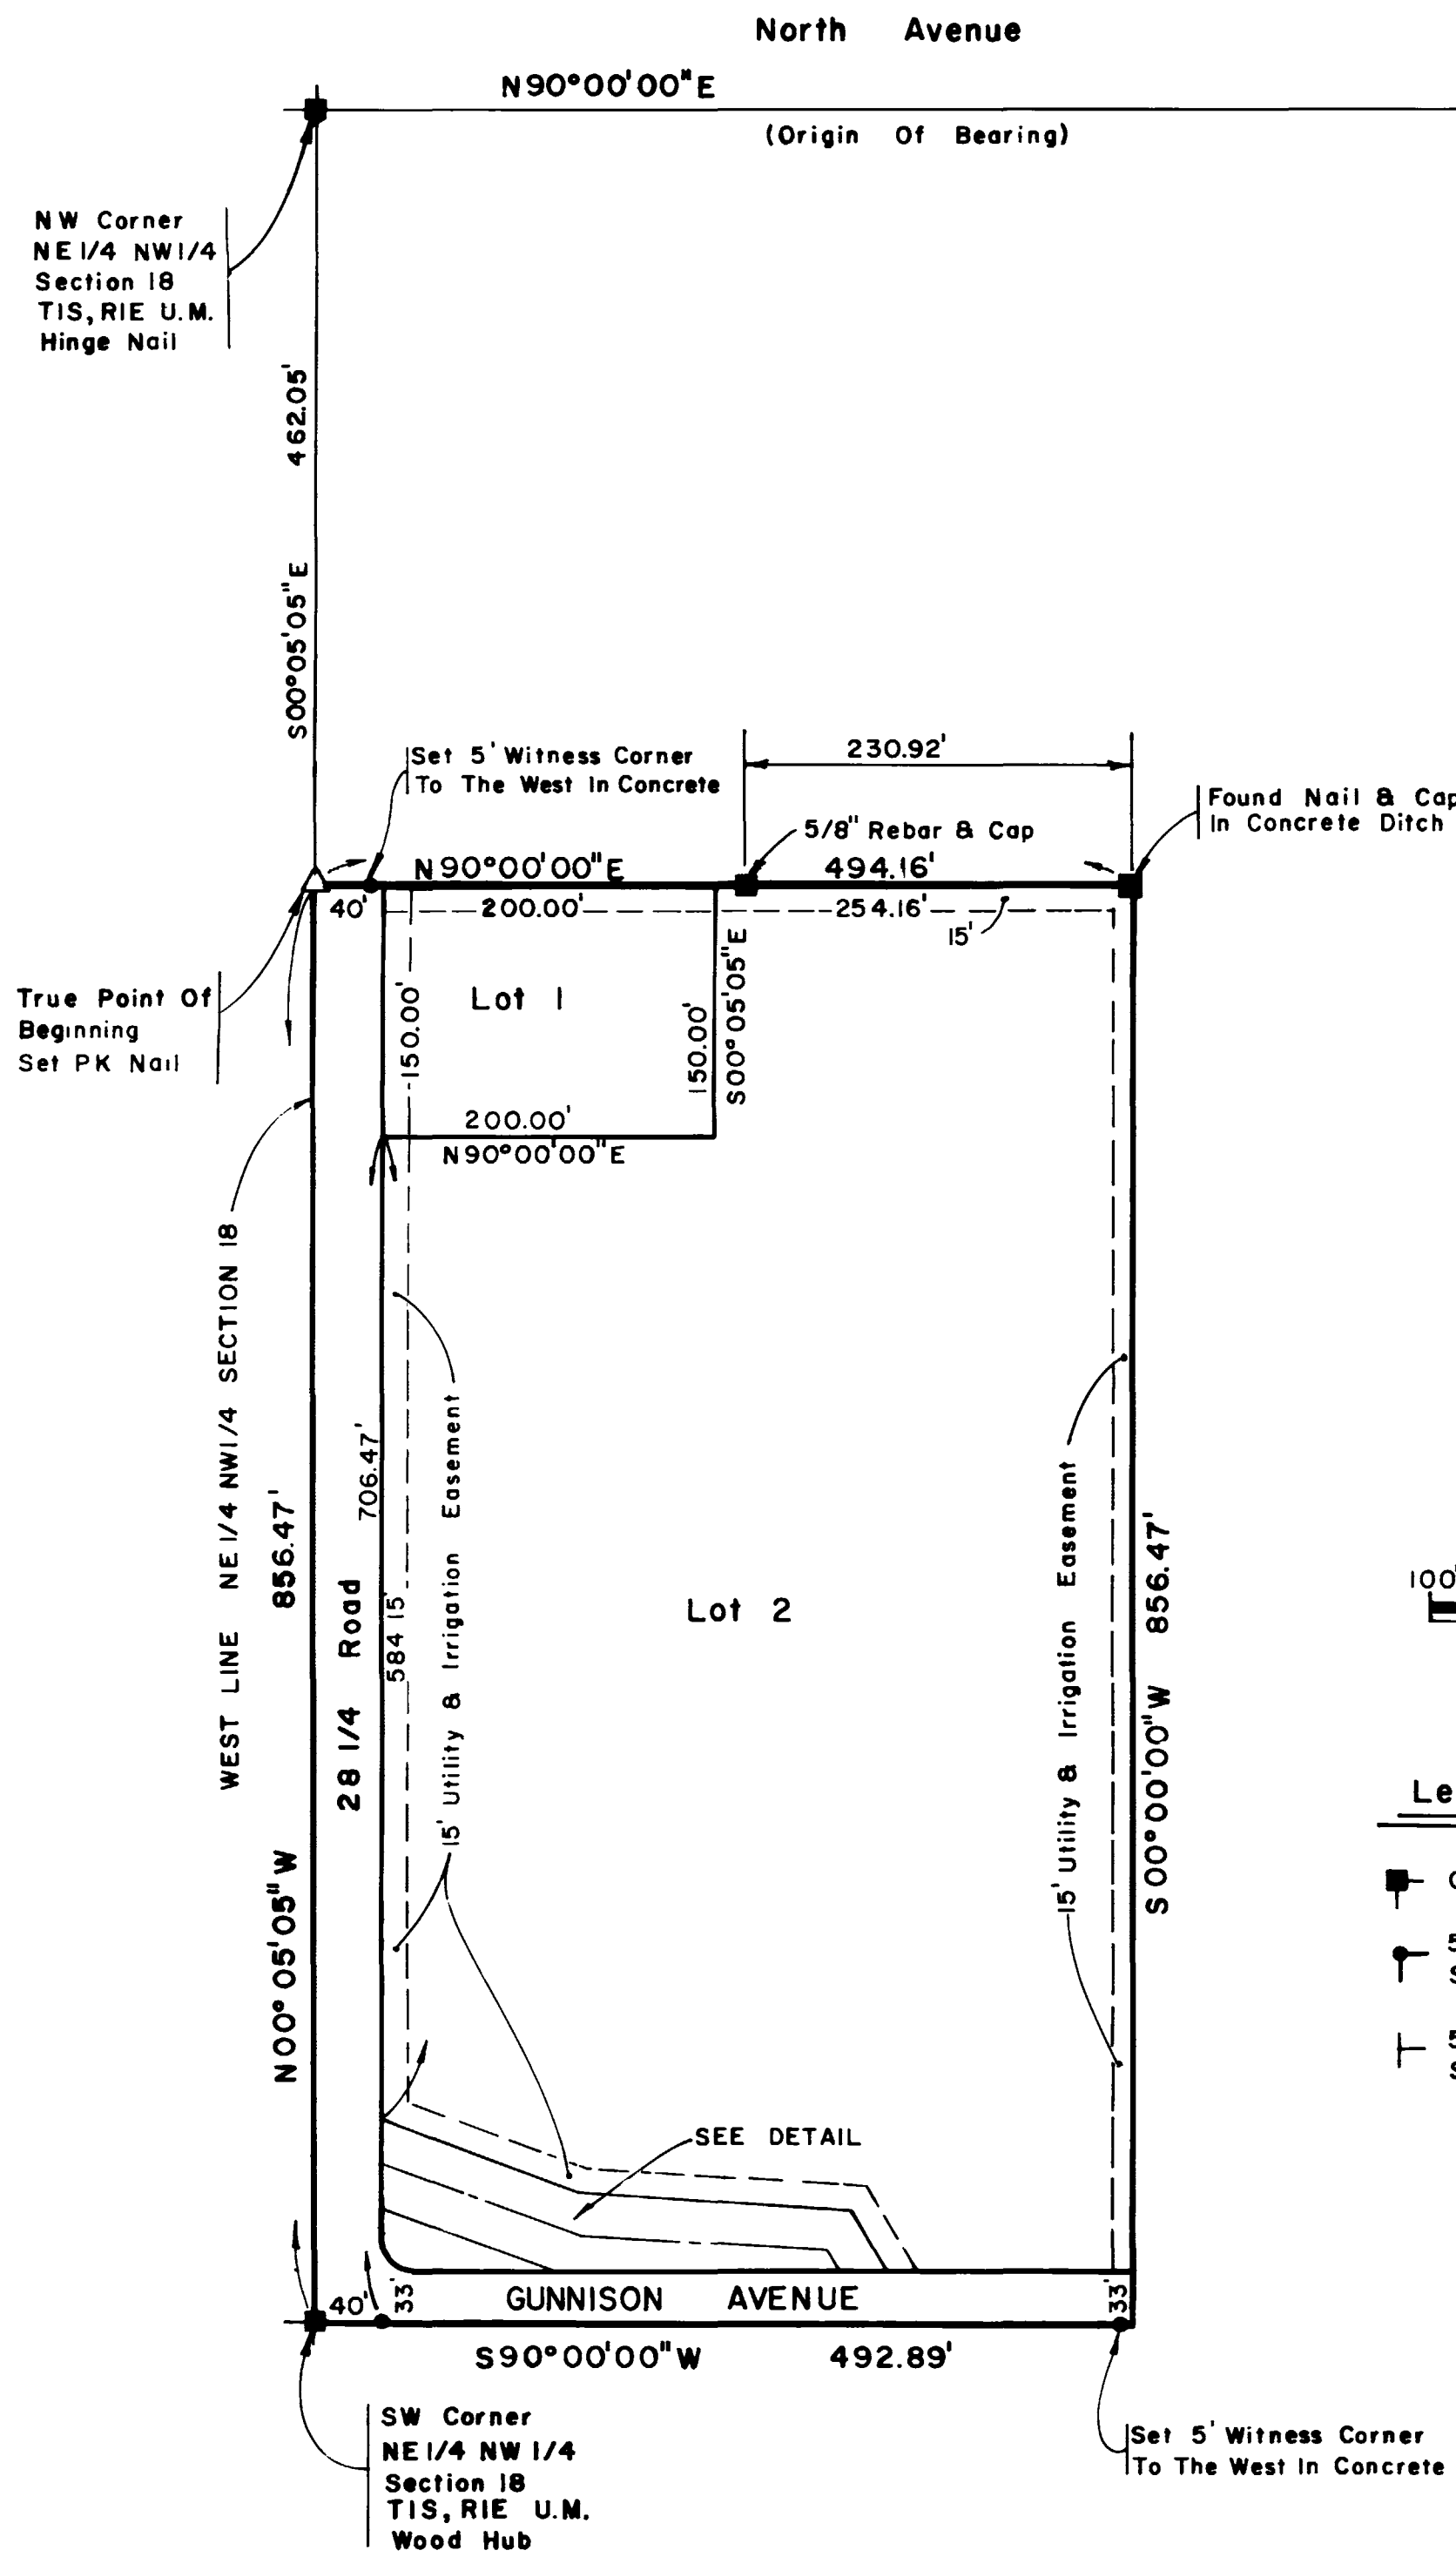 North Avenue
N90°00'00"E
(Origin Of Bearing)
NW Corner
NE1/4 NW1/4
Section 18
T1S, R1E U.M.
Hinge Nail
462.05'
S00°05'05"E
230.92'
Set 5' Witness Corner
To The West In Concrete
Found Nail & Cap
In Concrete Ditch
5/8" Rebar & Cap
N90°00'00"E
494.16'
40'
200.00'
254.16'
15'
True Point Of
Beginning
Set PK Nail
150.00'
Lot 1
150.00'
S00°05'05"E
200.00'
N90°00'00"E
WEST LINE NE1/4 NW1/4 SECTION 18
856.47'
N00°05'05"W
28 1/4 Road
706.47'
584 15'
15' Utility & Irrigation Easement
Lot 2
15' Utility & Irrigation Easement
856.47'
S00°00'00"W
100'
Le
SEE DETAIL
40'
33'
GUNNISON AVENUE
33'
S90°00'00"W
492.89'
SW Corner
NE1/4 NW 1/4
Section 18
T1S, R1E U.M.
Wood Hub
Set 5' Witness Corner
To The West In Concrete